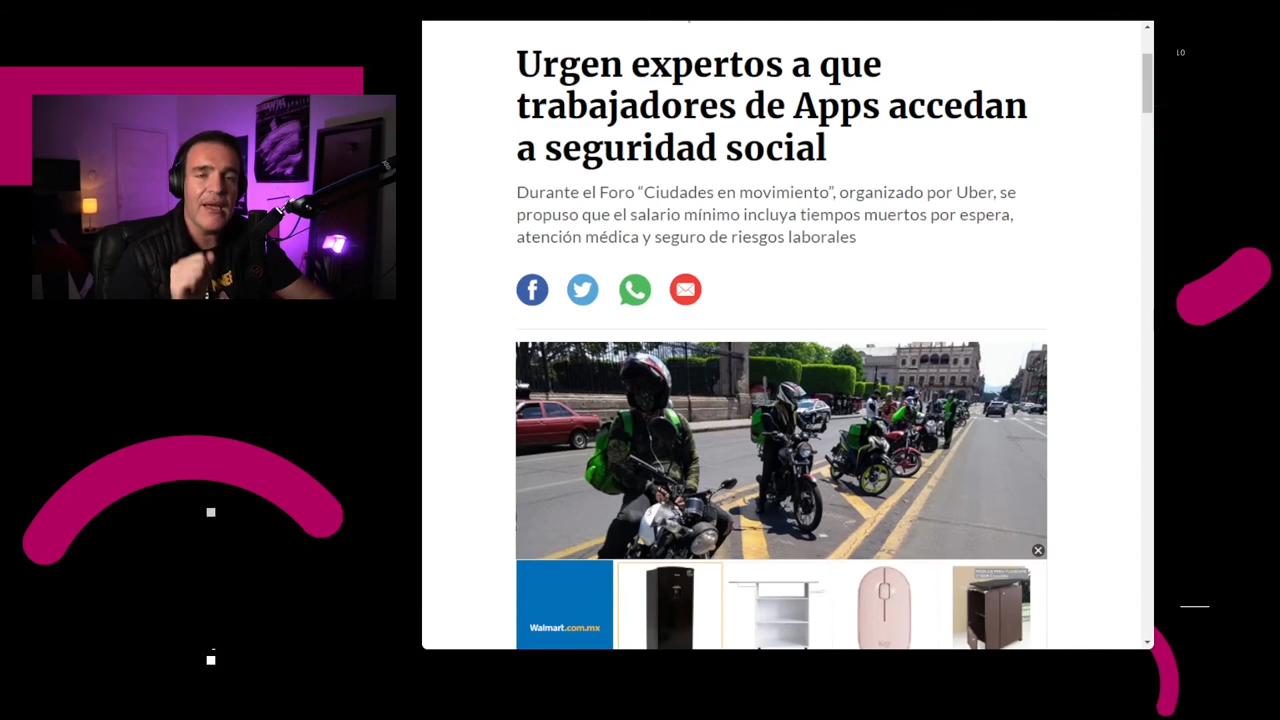 Urgen expertos a que
trabajadores de Apps accedan
a seguridad social
Durante el Foro “Ciudades en movimiento”, organizado por Uber, se
propuso que el salario mínimo incluya tiempos muertos por espera,
atención médica y seguro de riesgos laborales
Walmart.com.mx